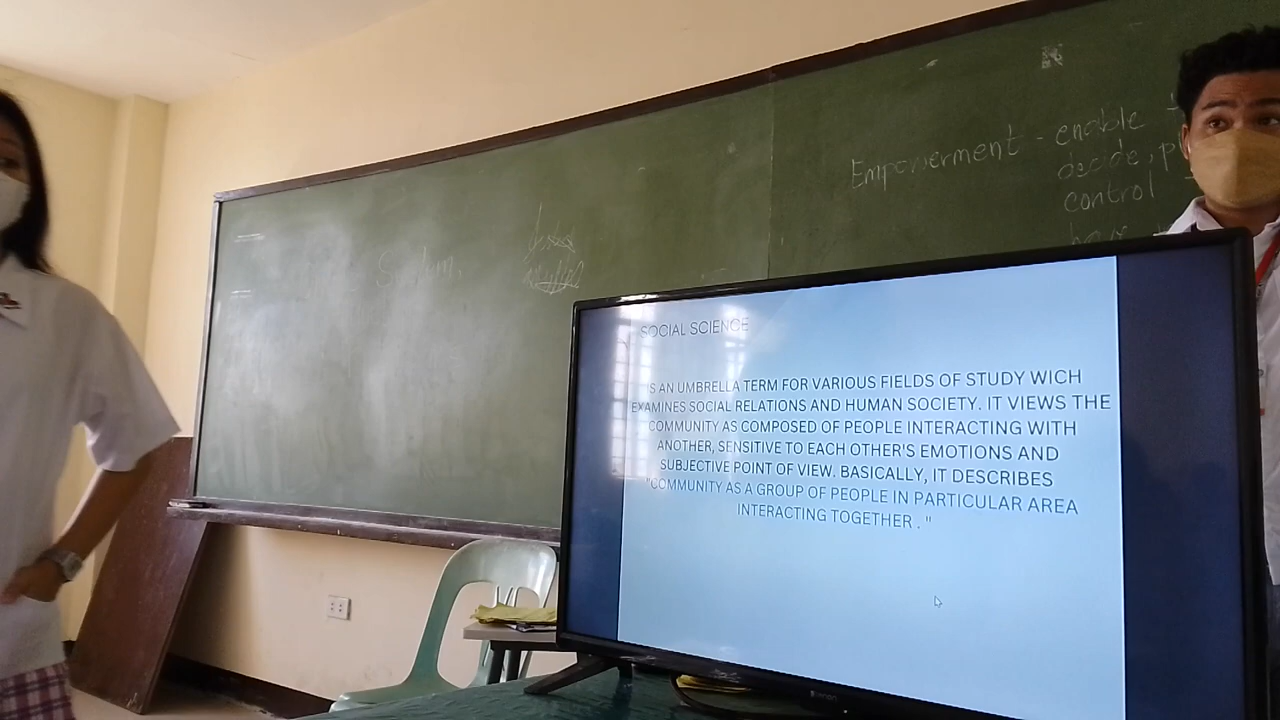 Empowerment - enable
decide, p
control
System,
SOCIAL SCIENCE
IS AN UMBRELLA TERM FOR VARIOUS FIELDS OF STUDY WICH
EXAMINES SOCIAL RELATIONS AND HUMAN SOCIETY. IT VIEWS THE
COMMUNITY AS COMPOSED OF PEOPLE INTERACTING WITH
ANOTHER, SENSITIVE TO EACH OTHER'S EMOTIONS AND
SUBJECTIVE POINT OF VIEW. BASICALLY, IT DESCRIBES
"COMMUNITY AS A GROUP OF PEOPLE IN PARTICULAR AREA
INTERACTING TOGETHER . "